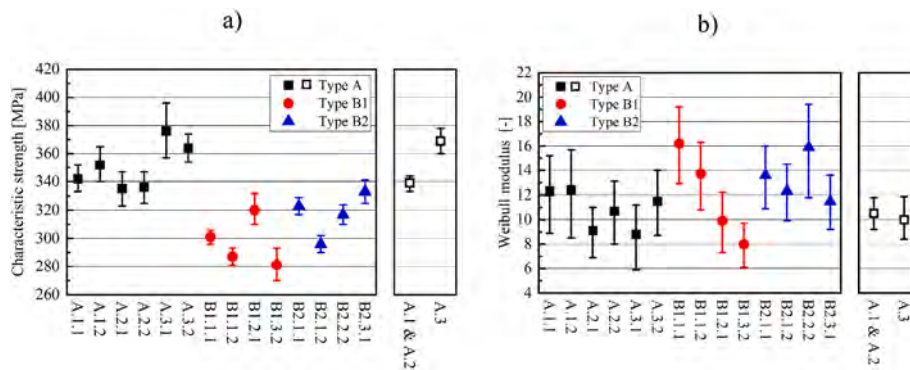 a)
Characteristic strength [MPa]
420
400
380
360
340
320
300
280
260
Type A
Type B1
Type B2
A.1.1
A.1.2
A.2.1
A.2.2
A.3.1
A.3.2
B1.1.1
B1.1.2
B1.2.1
B1.3.2
B2.1.1
B2.1.2
B2.2.2
B2.3.1
A.1 & A.2
A.3
b)
Weibull modulus [-]
22
20
18
16
14
12
10
8
6
4
Type A
Type B1
Type B2
A.1.1
A.1.2
A.2.1
A.2.2
A.3.1
A.3.2
B1.1.1
B1.1.2
B1.2.1
B1.3.2
B2.1.1
B2.1.2
B2.2.2
B2.3.1
A.1 & A.2
A.3